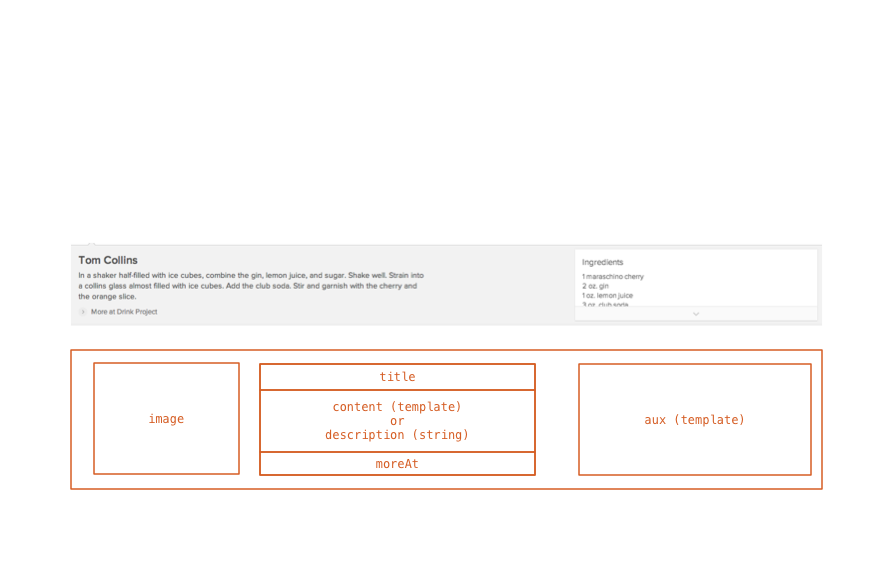 Tom Collins
In a shaker half-filled with ice cubes, combine the gin, lemon juice, and sugar. Shake well. Strain into
a collins glass almost filled with ice cubes. Add the club soda. Stir and garnish with the cherry and
the orange slice.
More at Drink Project
Ingredients
1 maraschino cherry
2 oz. gin
1 oz. lemon juice
3 oz. club soda
image
title
content (template)
or
description (string)
moreAt
aux (template)